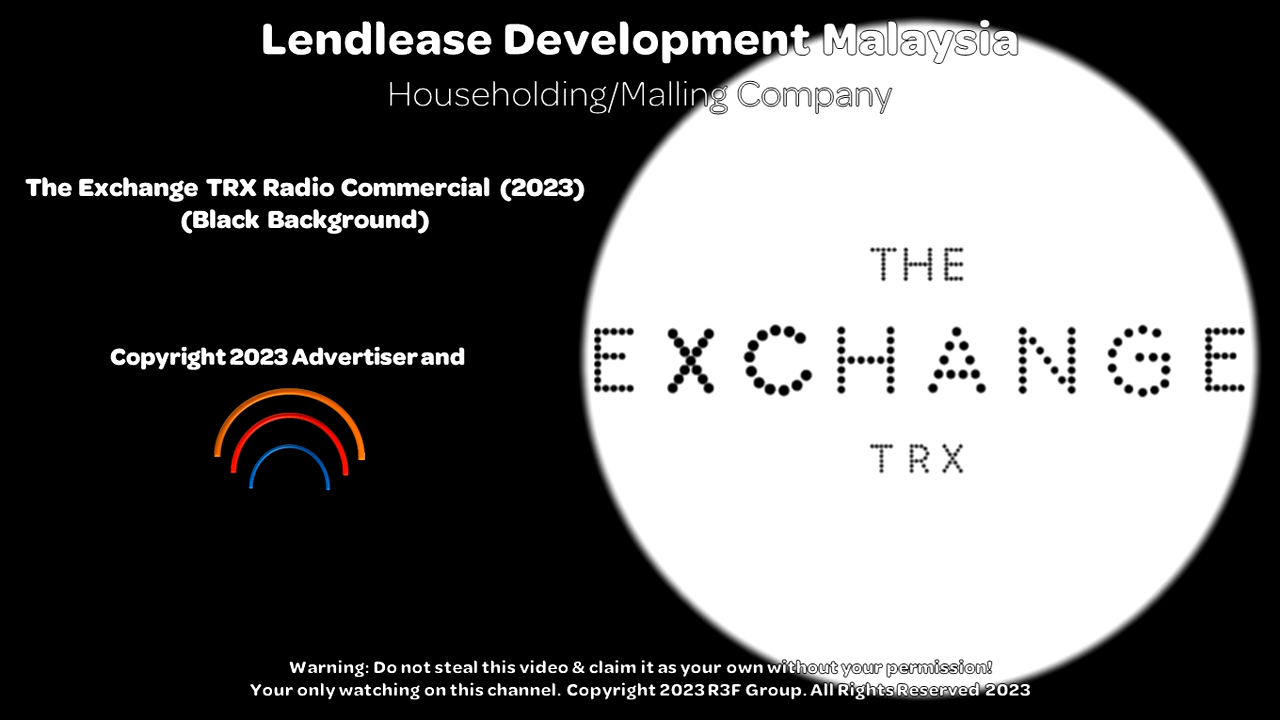 Lendlease Development Malaysia
Householding/Malling Company
The Exchange TRX Radio Commercial (2023)
(Black Background)
Copyright 2023 Advertiser and
THE
EXCHANGE
TRX
Warning: Do not steal this video & claim it as your own without your permission!
Your only watching on this channel. Copyright 2023 R3F Group. All Rights Reserved 2023